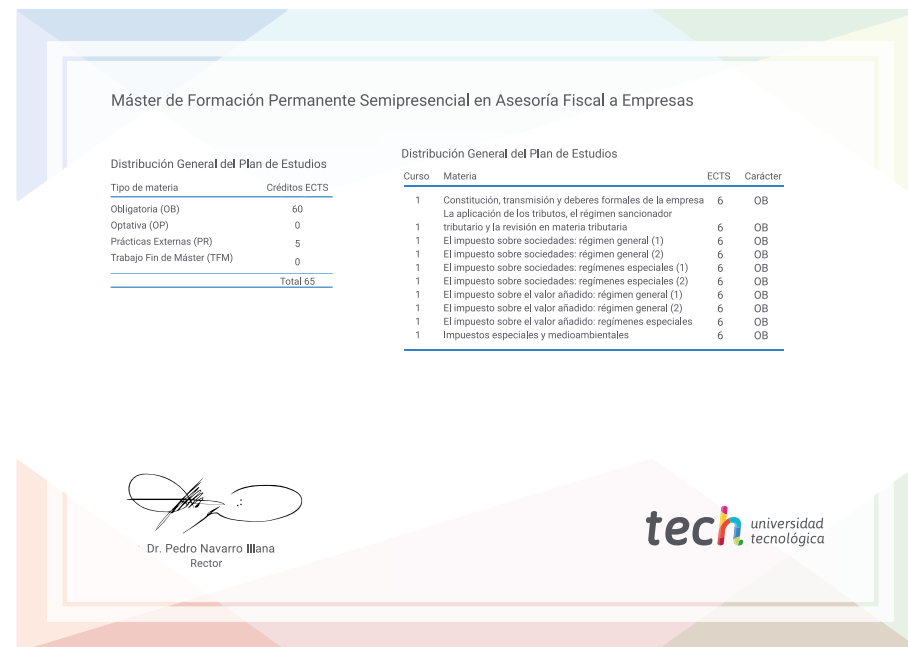 Máster de Formación Permanente Semipresencial en Asesoría Fiscal a Empresas
Distribución General del Plan de Estudios
Tipo de materia Créditos ECTS
Obligatoria (OB) 60
Optativa (OP) 0
Prácticas Externas (PR) 5
Trabajo Fin de Máster (TFM) 0
Total 65
Distribución General del Plan de Estudios
Curso Materia ECTS Carácter
1 Constitución, transmisión y deberes formales de la empresa 6 OB
La aplicación de los tributos, el régimen sancionador
1 tributario y la revisión en materia tributaria 6 OB
1 El impuesto sobre sociedades: régimen general (1) 6 OB
1 El impuesto sobre sociedades: régimen general (2) 6 OB
1 El impuesto sobre sociedades: regímenes especiales (1) 6 OB
1 El impuesto sobre sociedades: regímenes especiales (2) 6 OB
1 El impuesto sobre el valor añadido: régimen general (1) 6 OB
1 El impuesto sobre el valor añadido: régimen general (2) 6 OB
1 El impuesto sobre el valor añadido: regímenes especiales 6 OB
1 Impuestos especiales y medioambientales 6 OB
Dr. Pedro Navarro Illana
Rector
tech universidad
tecnológica